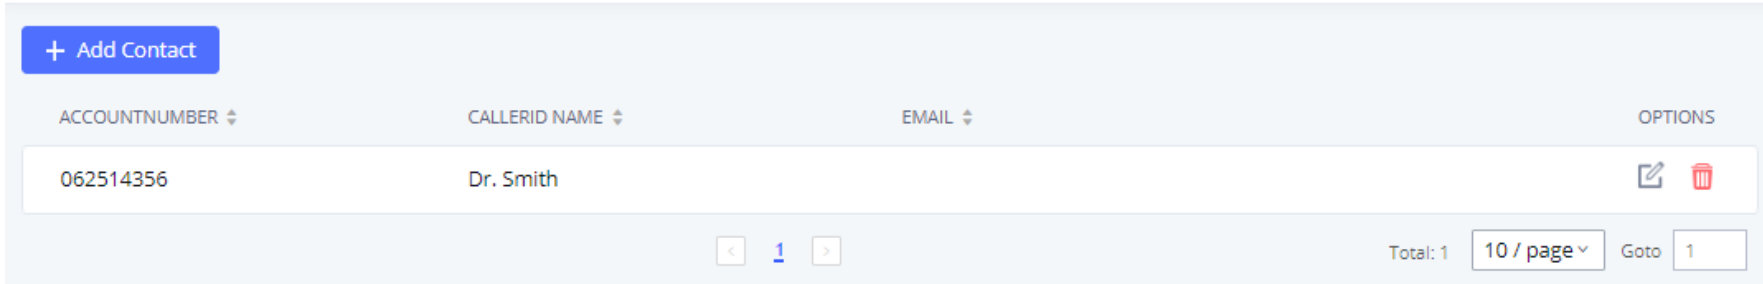 + Add Contact
ACCOUNTNUMBER CALLERID NAME EMAIL OPTIONS
062514356 Dr. Smith
< 1 > Total: 1 10 / page Goto 1